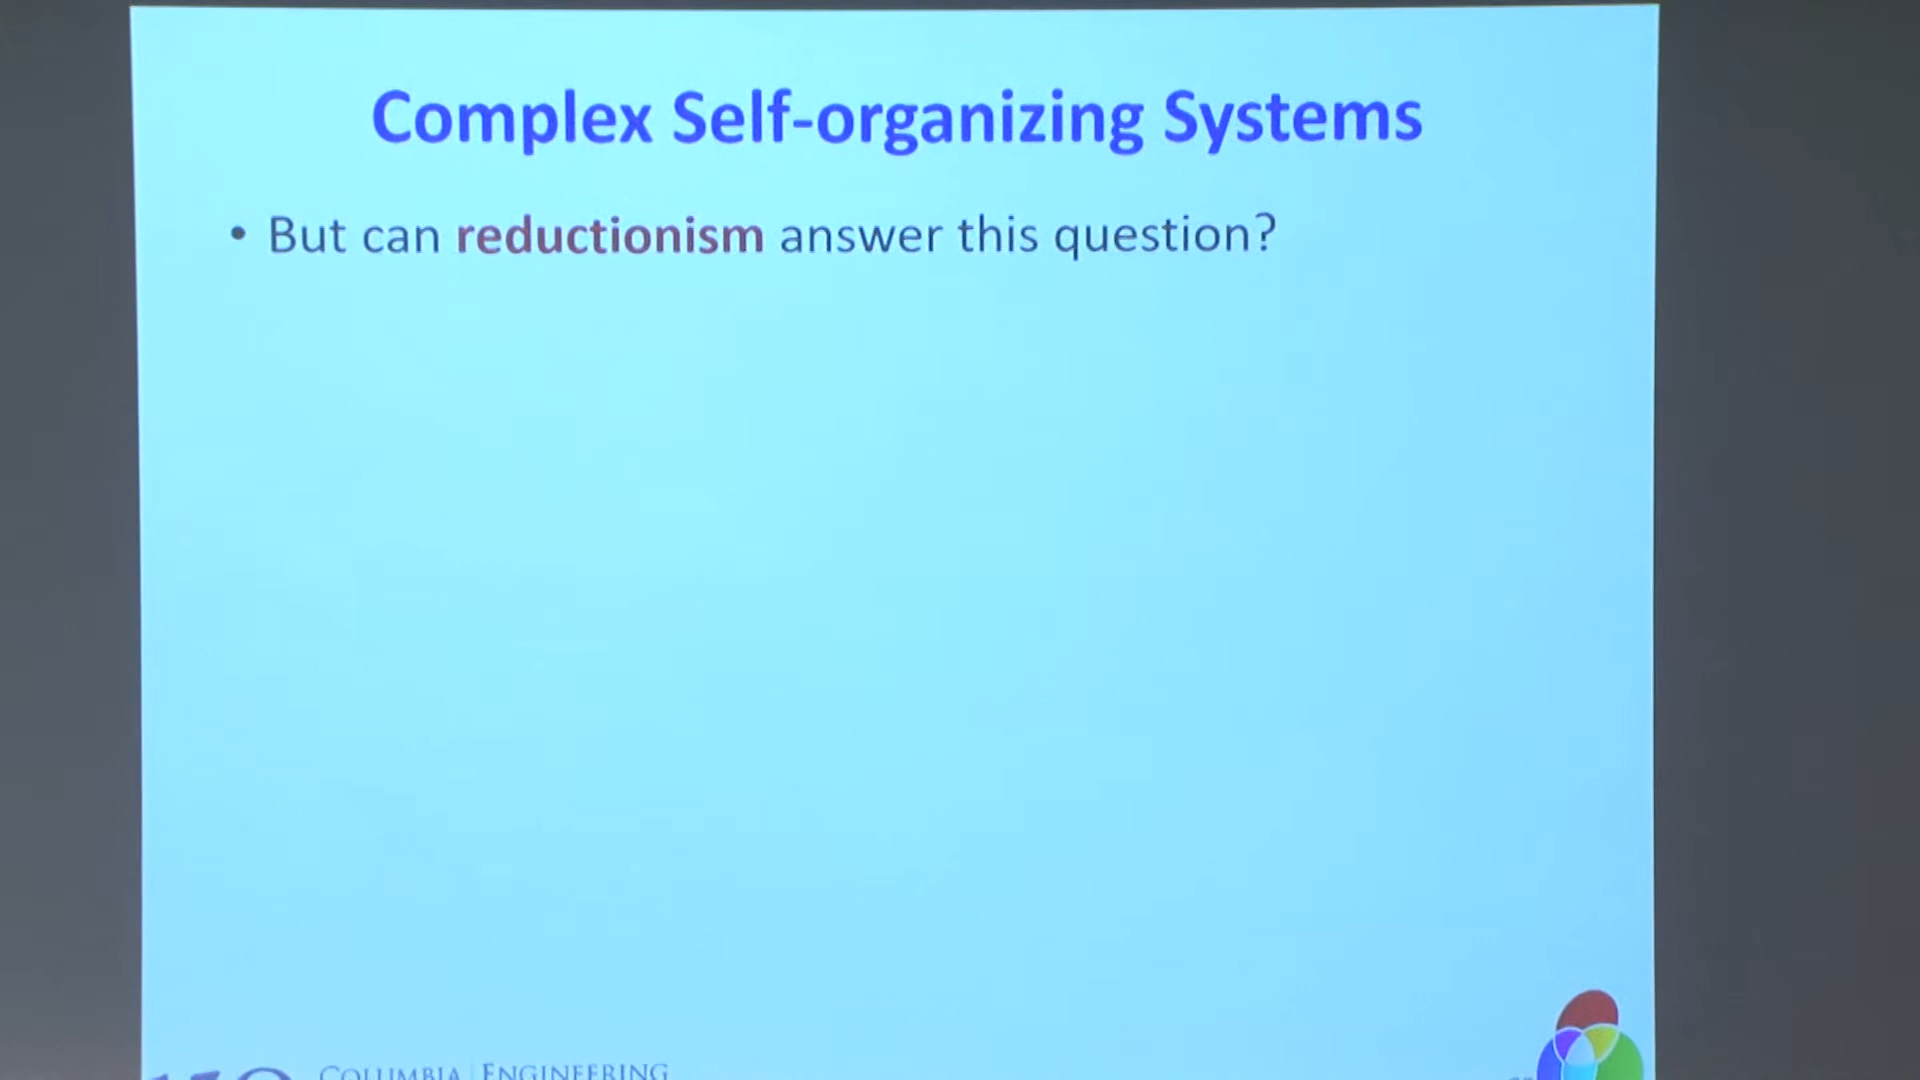 Complex Self-organizing Systems
• But can reductionism answer this question?
COLUMBIA | ENGINEERING